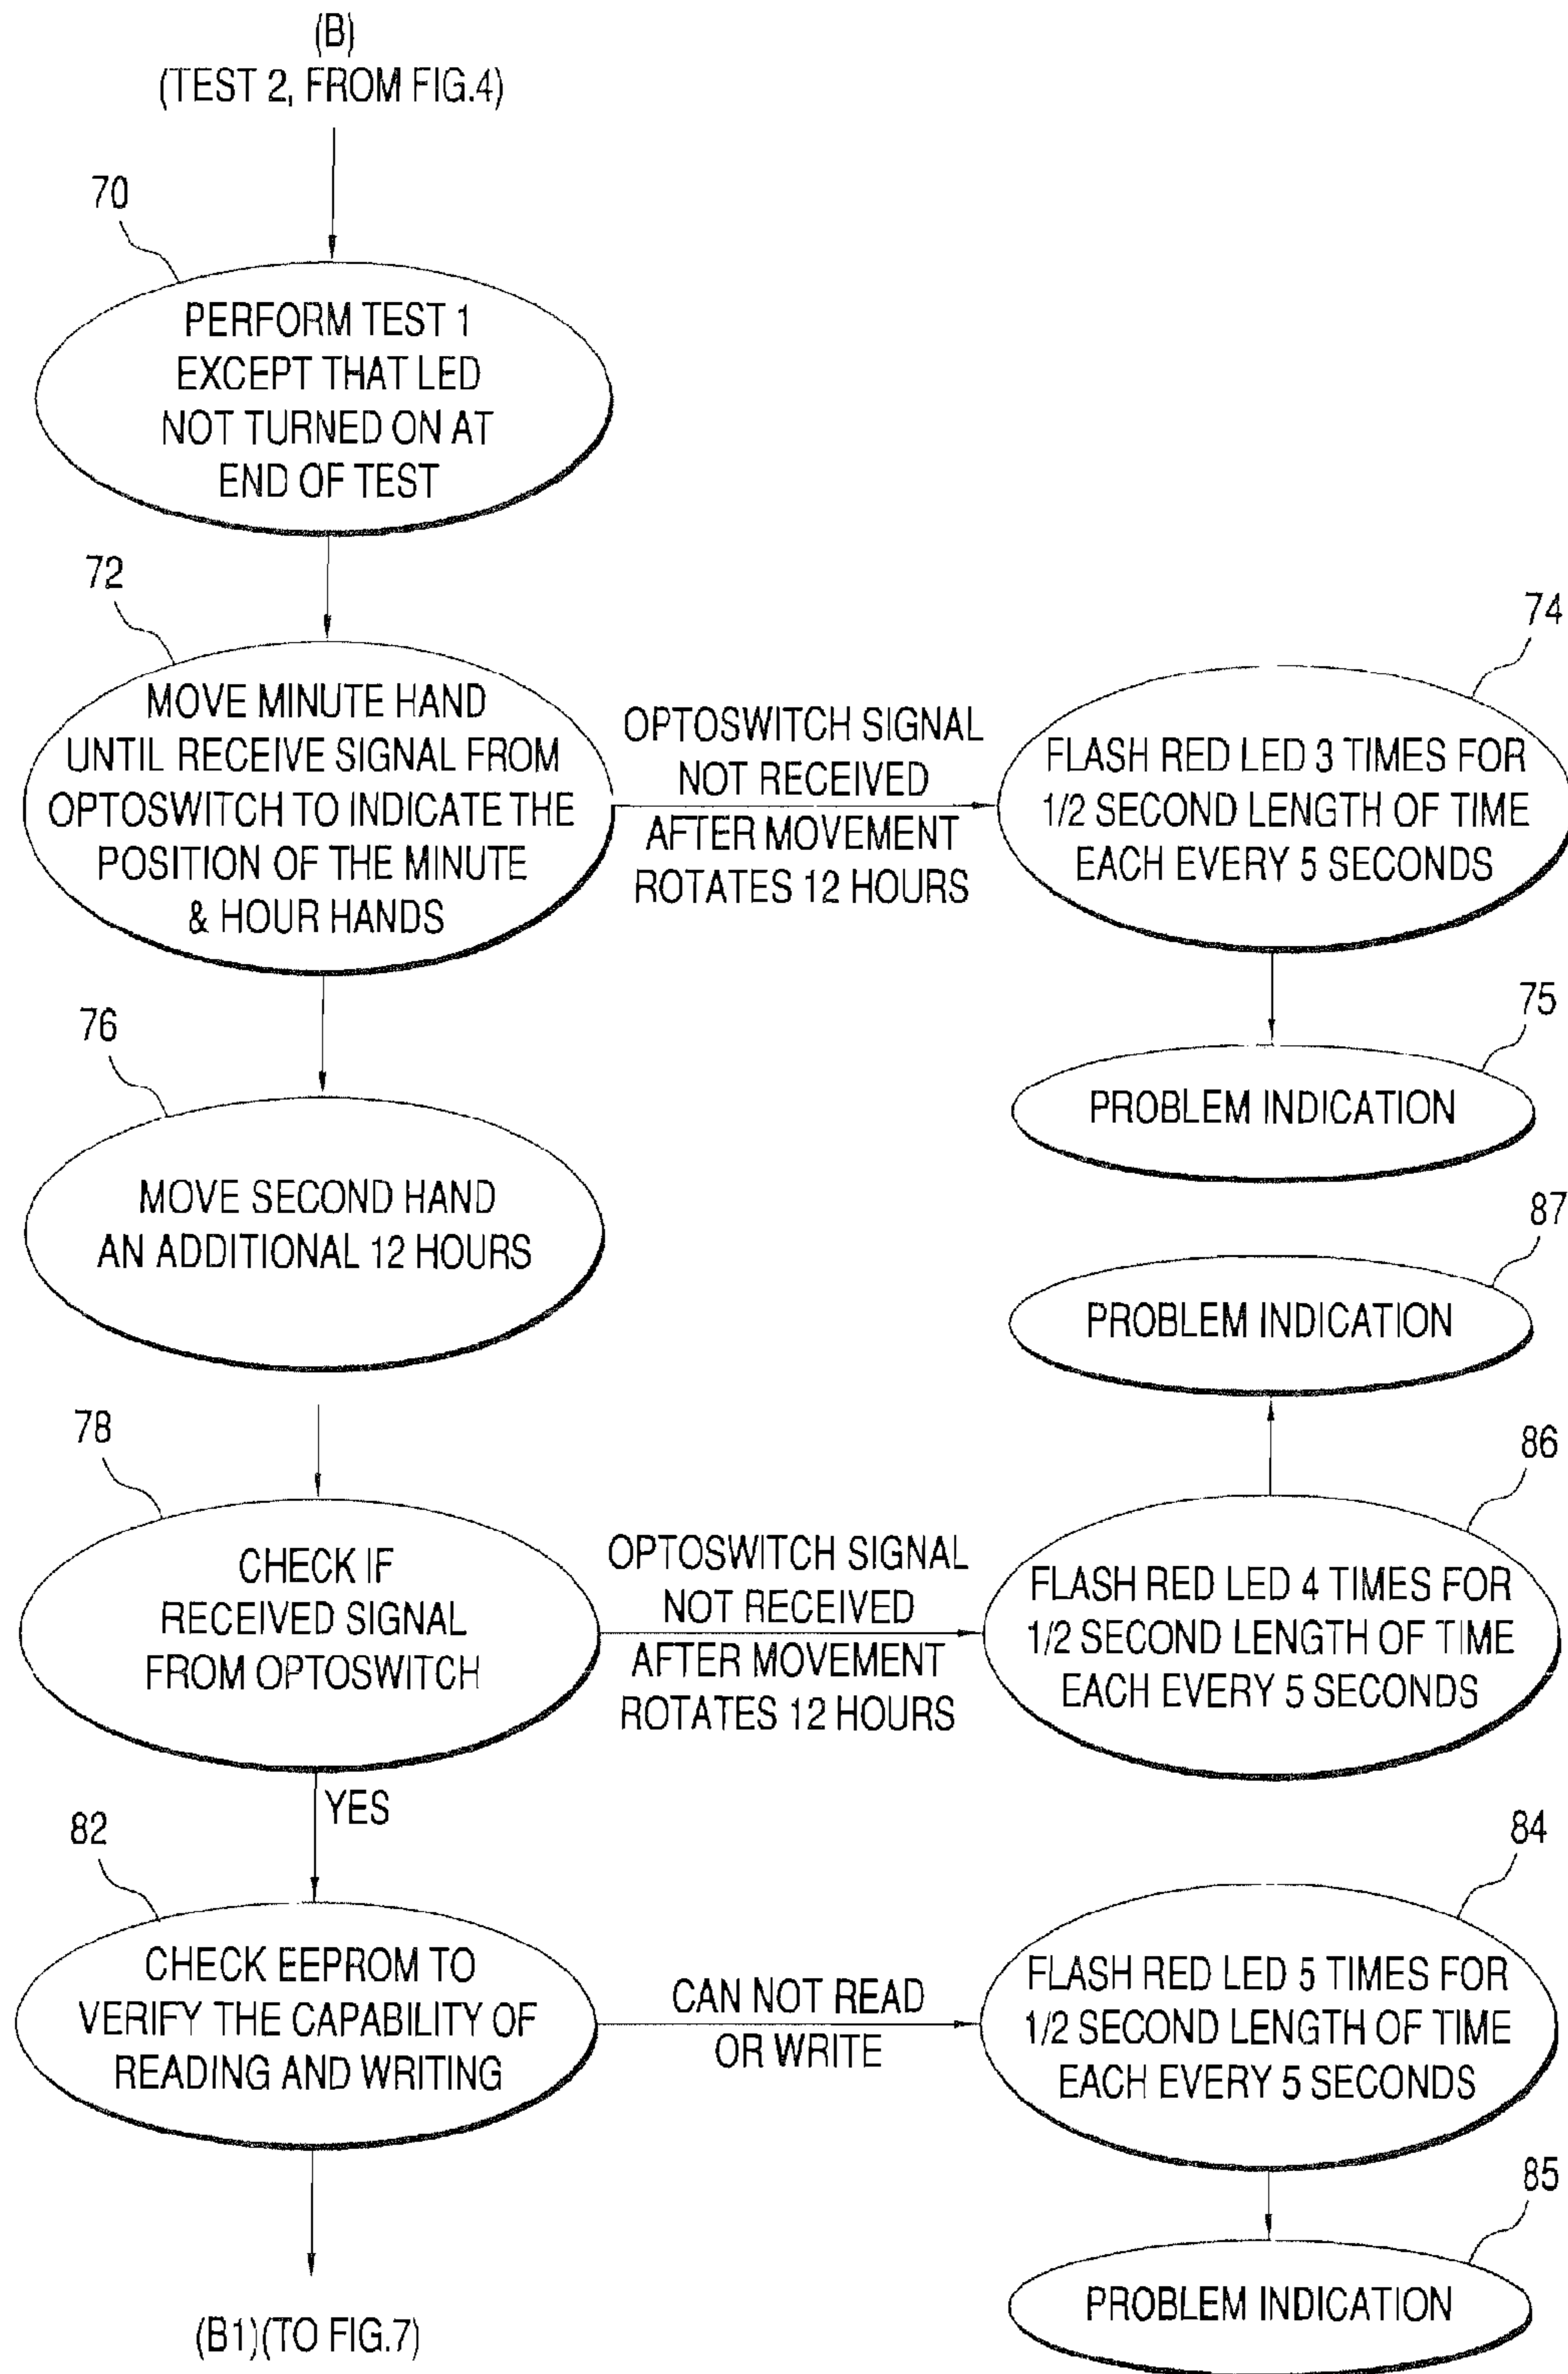 (B)
(TEST 2, FROM FIG.4)
70
PERFORM TEST 1
EXCEPT THAT LED
NOT TURNED ON AT
END OF TEST
72
MOVE MINUTE HAND
UNTIL RECEIVE SIGNAL FROM
OPTOSWITCH TO INDICATE THE
POSITION OF THE MINUTE
& HOUR HANDS
OPTOSWITCH SIGNAL
NOT RECEIVED
AFTER MOVEMENT
ROTATES 12 HOURS
74
FLASH RED LED 3 TIMES FOR
1/2 SECOND LENGTH OF TIME
EACH EVERY 5 SECONDS
75
PROBLEM INDICATION
76
MOVE SECOND HAND
AN ADDITIONAL 12 HOURS
87
PROBLEM INDICATION
78
CHECK IF
RECEIVED SIGNAL
FROM OPTOSWITCH
OPTOSWITCH SIGNAL
NOT RECEIVED
AFTER MOVEMENT
ROTATES 12 HOURS
86
FLASH RED LED 4 TIMES FOR
1/2 SECOND LENGTH OF TIME
EACH EVERY 5 SECONDS
YES
82
CHECK EEPROM TO
VERIFY THE CAPABILITY OF
READING AND WRITING
CAN NOT READ
OR WRITE
84
FLASH RED LED 5 TIMES FOR
1/2 SECOND LENGTH OF TIME
EACH EVERY 5 SECONDS
85
PROBLEM INDICATION
(B1)(TO FIG.7)